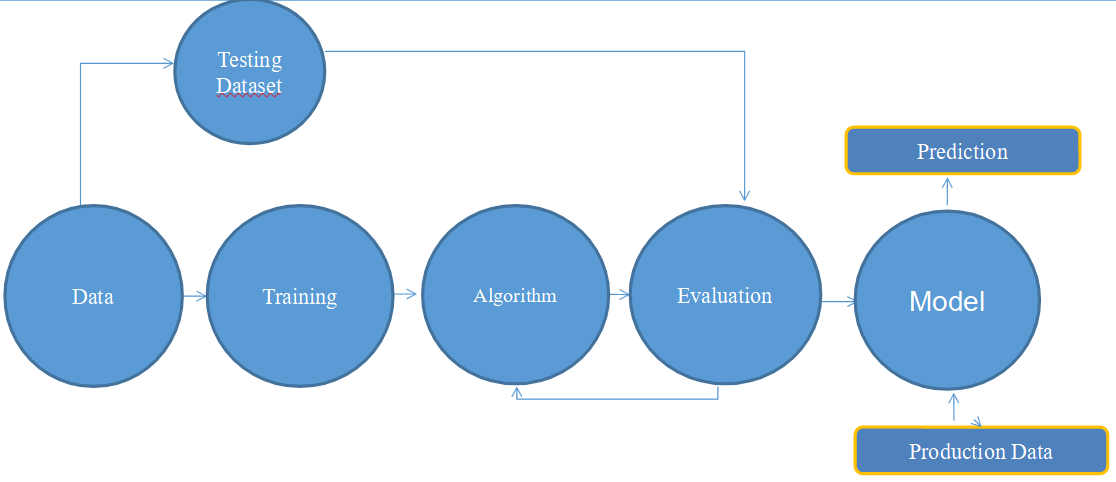 Testing
Dataset
Prediction
Data
Training
Algorithm
Evaluation
Model
Production Data